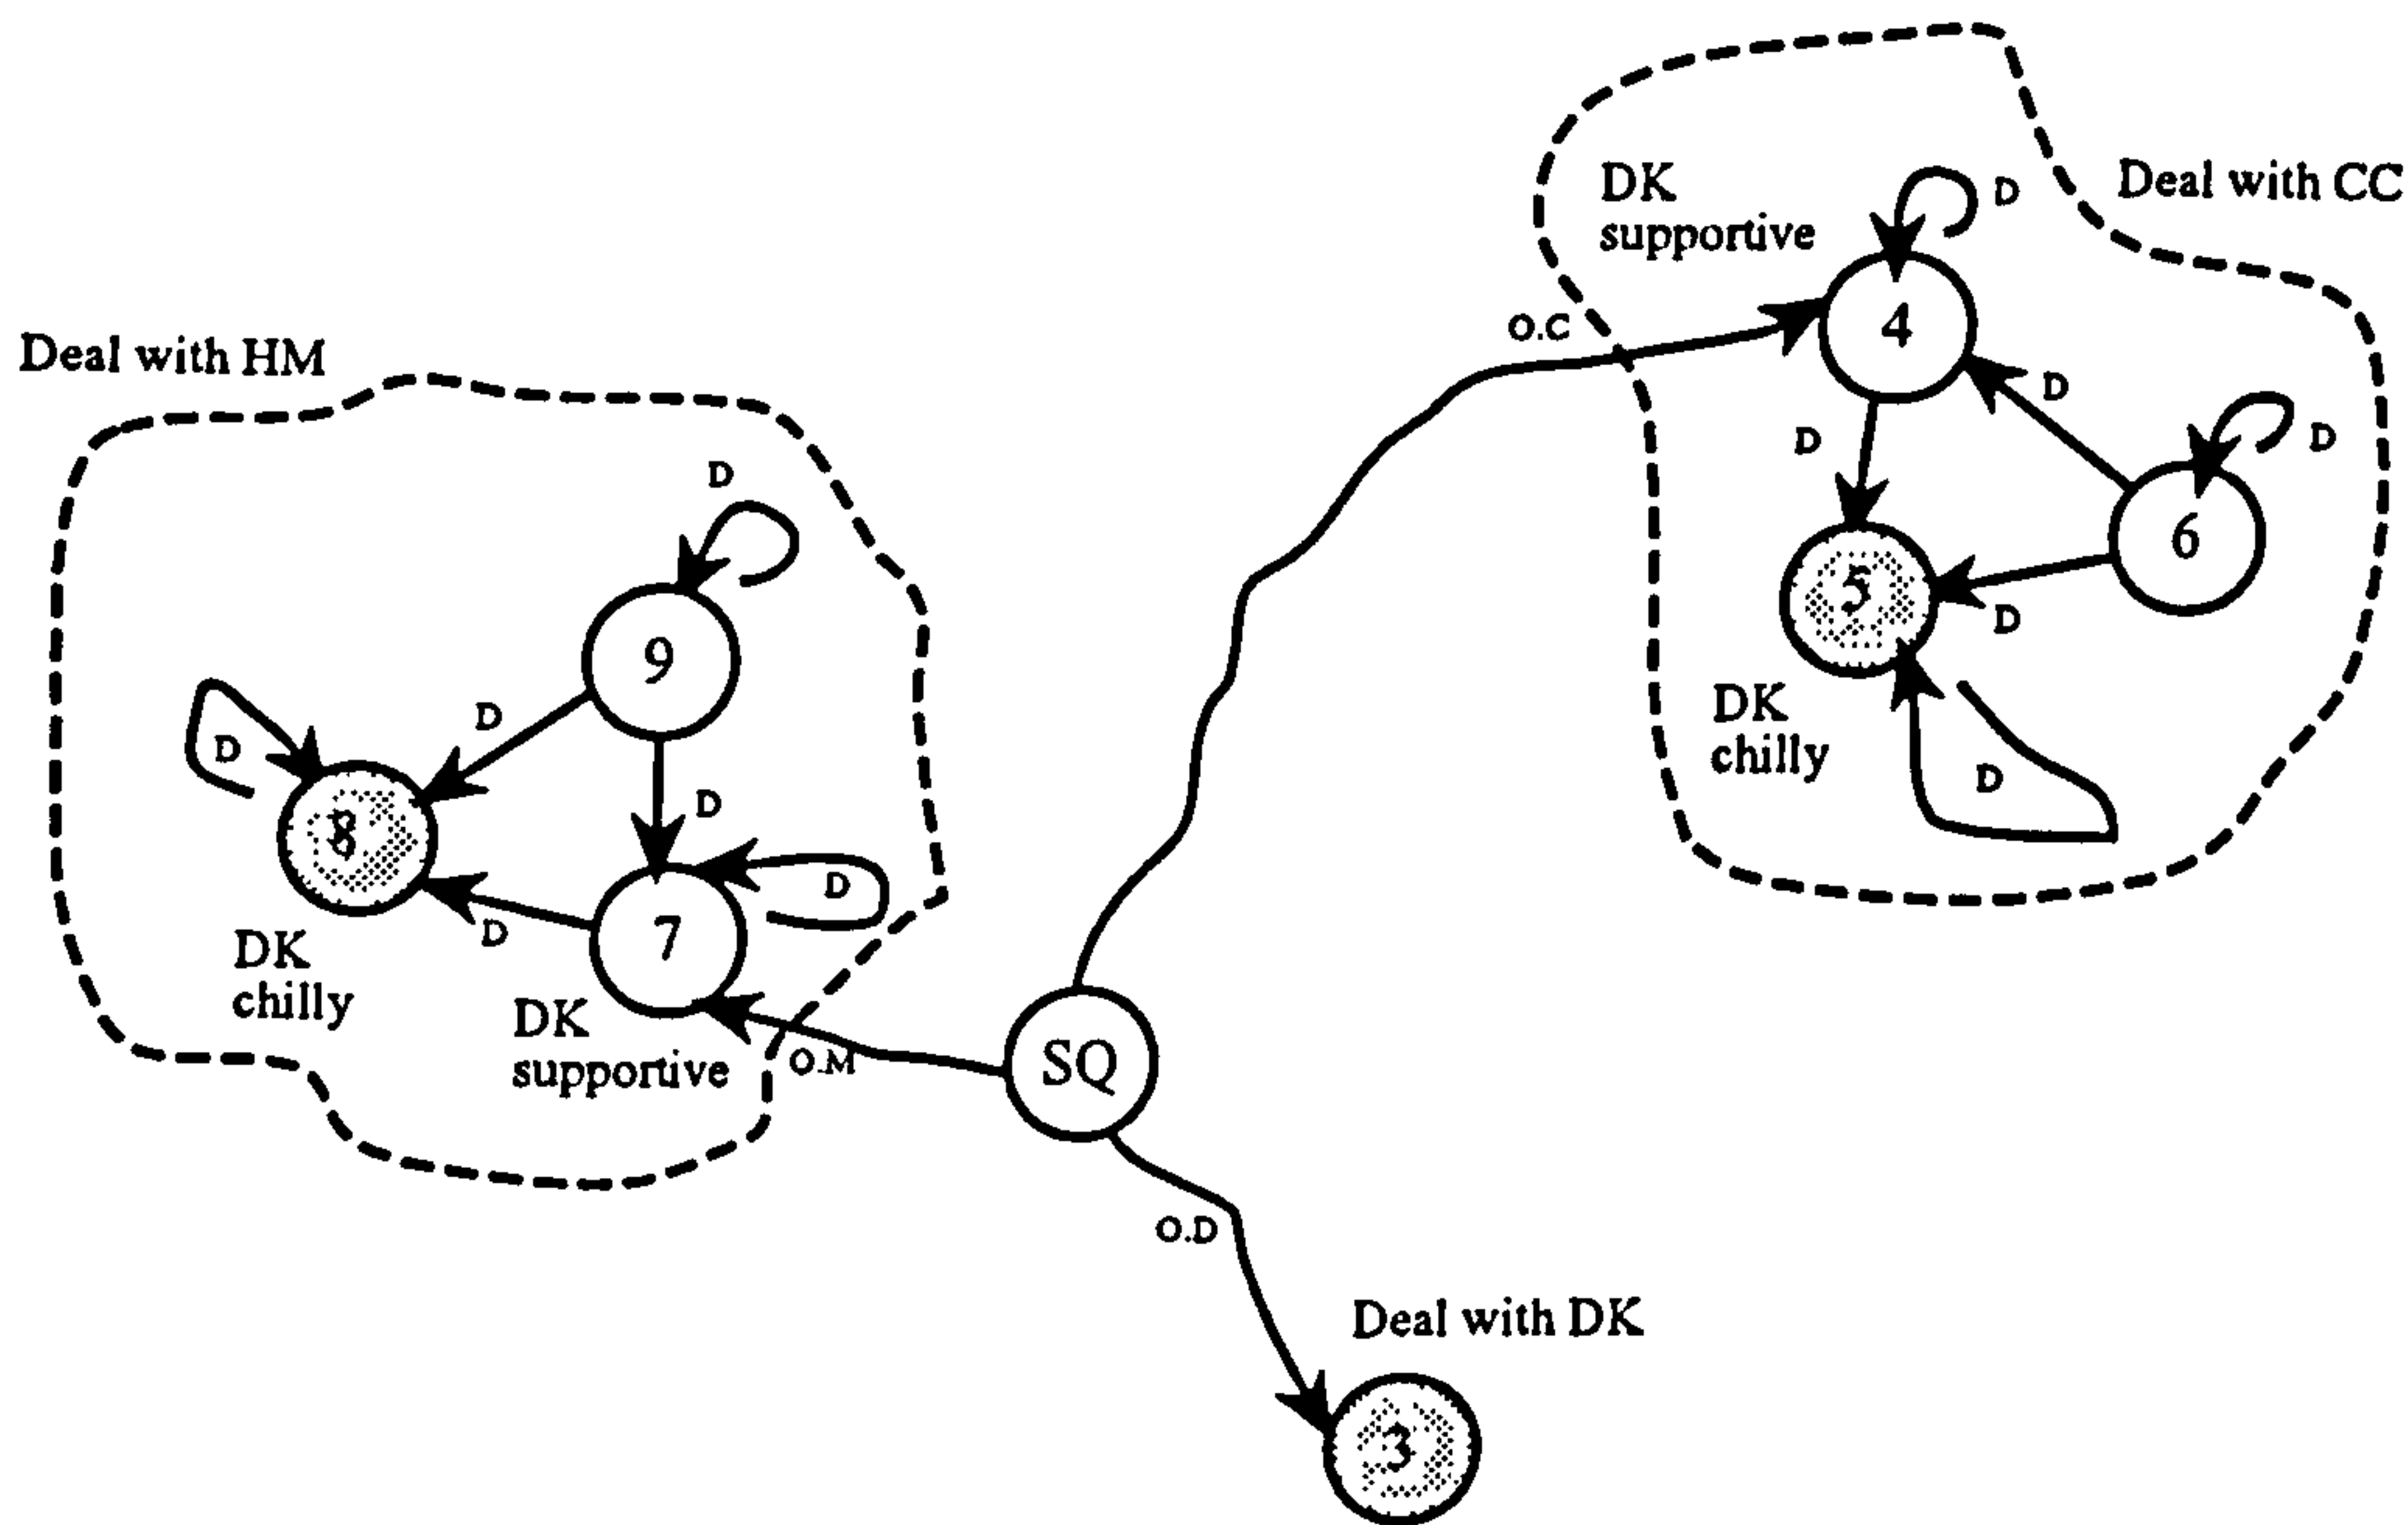 DK
supportive
D
Deal with CC
O.C
4
D
Deal with HM
D
D
D
6
9
5
D
D
DK
chilly
D
D
D
D
8
D
D
7
DK
chilly
DK
supportive
O.M
SQ
O.D
Deal with DK
3